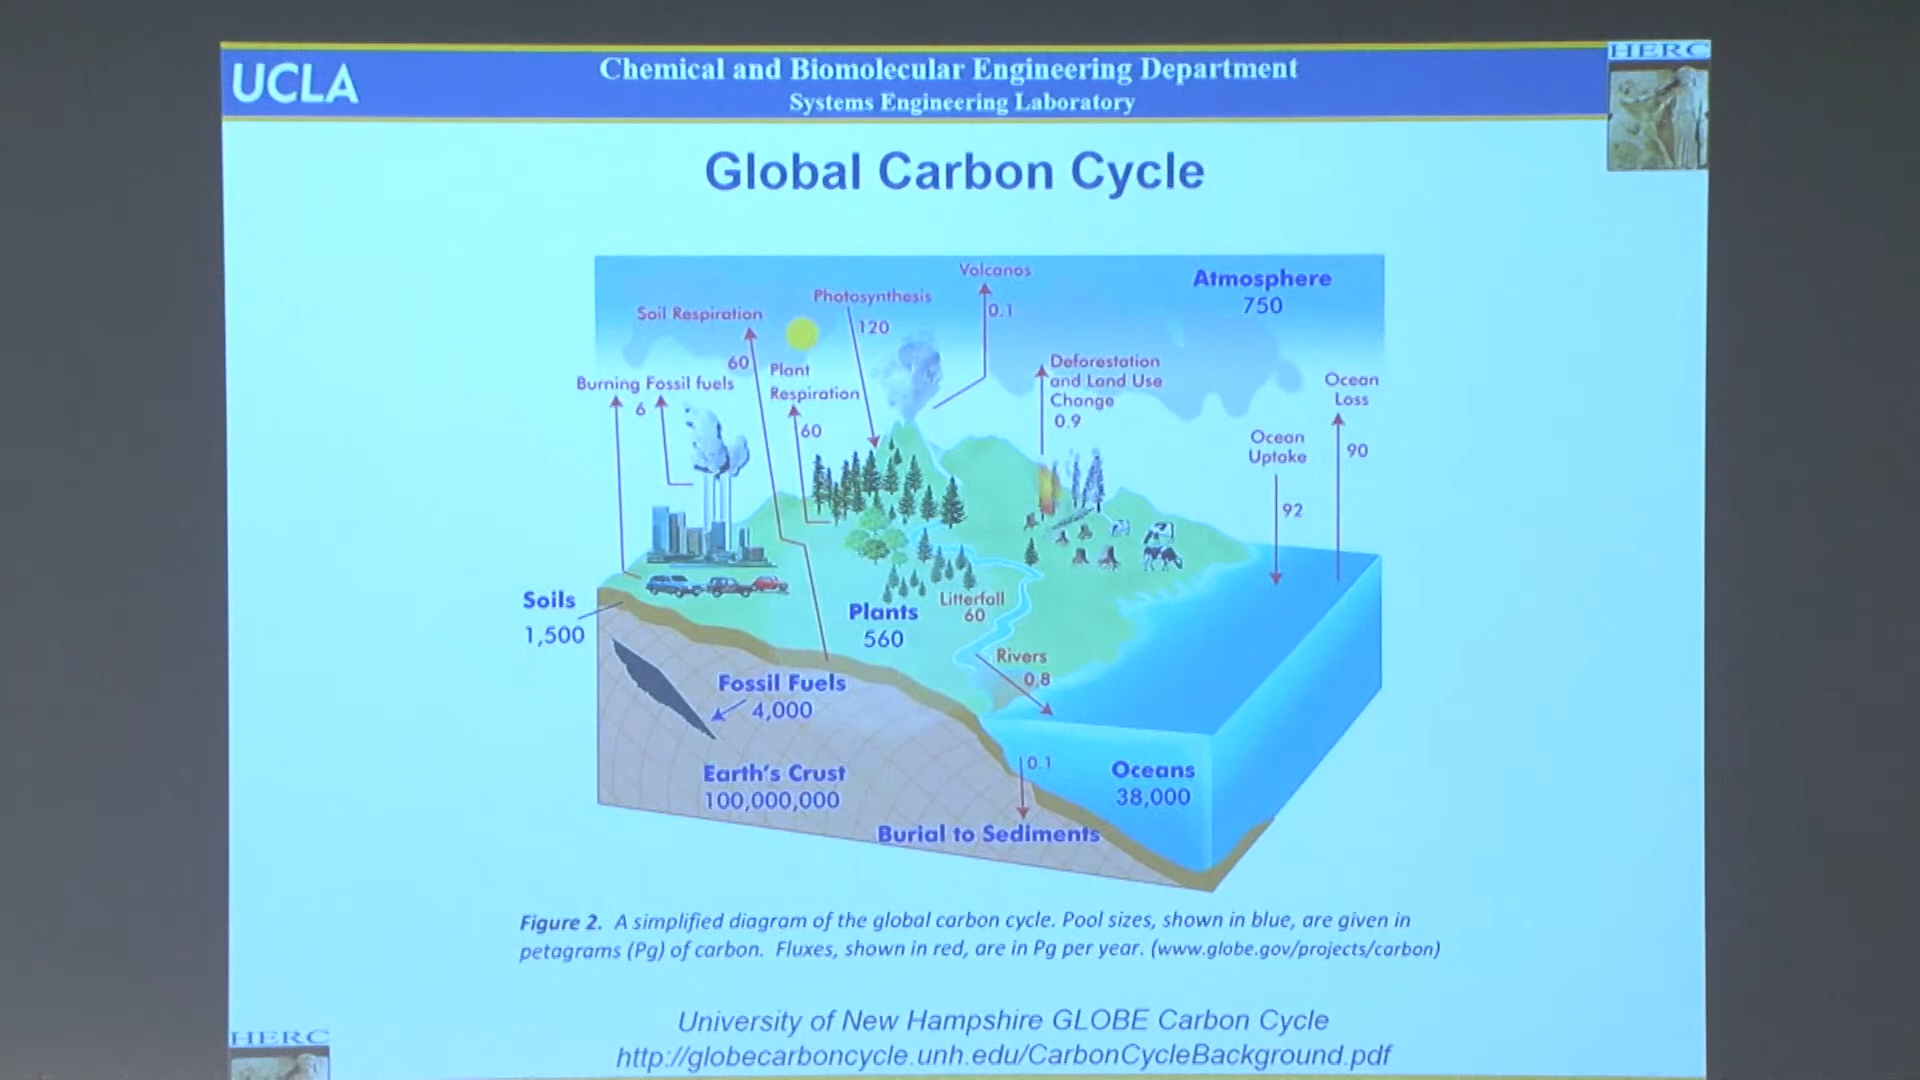 UCLA
Chemical and Biomolecular Engineering Department
Systems Engineering Laboratory
HERC
Global Carbon Cycle
Volcanos
0.1
Atmosphere
750
Photosynthesis
120
Soil Respiration
60
Plant
Respiration
60
Burning Fossil fuels
6
Deforestation
and Land Use
Change
0.9
Ocean
Loss
90
Ocean
Uptake
92
Soils
1,500
Plants
560
Litterfall
60
Rivers
0.8
Fossil Fuels
4,000
Earth's Crust
100,000,000
0.1
Burial to Sediments
Oceans
38,000
Figure 2. A simplified diagram of the global carbon cycle. Pool sizes, shown in blue, are given in
petagrams (Pg) of carbon. Fluxes, shown in red, are in Pg per year. (www.globe.gov/projects/carbon)
University of New Hampshire GLOBE Carbon Cycle
http://globecarboncycle.unh.edu/CarbonCycleBackground.pdf
HERC